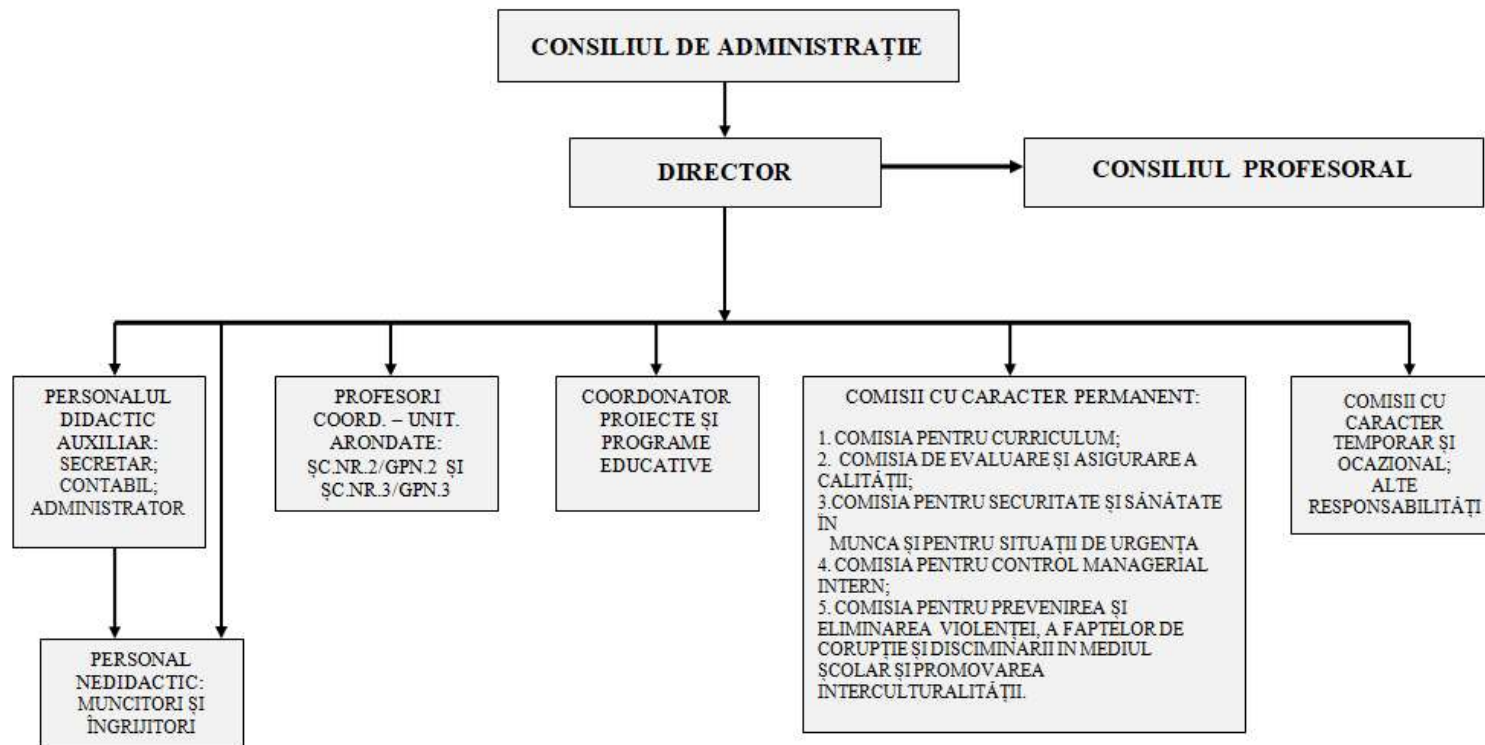 CONSILIUL DE ADMINISTRAȚIE
DIRECTOR
CONSILIUL PROFESORAL
PERSONALUL
DIDACTIC
AUXILIAR:
SECRETAR;
CONTABIL;
ADMINISTRATOR
PROFESORI
COORD. – UNIT.
ARONDATE:
ȘC.NR.2/GPN.2 ȘI
ȘC.NR.3/GPN.3
COORDONATOR
PROIECTE ȘI
PROGRAME
EDUCATIVE
COMISII CU CARACTER PERMANENT:
1. COMISIA PENTRU CURRICULUM;
2. COMISIA DE EVALUARE ȘI ASIGURARE A
CALITĂȚII;
3.COMISIA PENTRU SECURITATE ȘI SĂNĂTATE
ÎN
MUNCA ȘI PENTRU SITUAȚII DE URGENȚA
4. COMISIA PENTRU CONTROL MANAGERIAL
INTERN;
5. COMISIA PENTRU PREVENIREA ȘI
ELIMINAREA VIOLENȚEI, A FAPTELOR DE
CORUPȚIE ȘI DISCIMINARII IN MEDIUL
ȘCOLAR ȘI PROMOVAREA
INTERCULTURALITĂȚII.
COMISII CU
CARACTER
TEMPORAR ȘI
OCAZIONAL;
ALTE
RESPONSABILITĂȚI
PERSONAL
NEDIDACTIC:
MUNCITORI ȘI
ÎNGRIJITORI